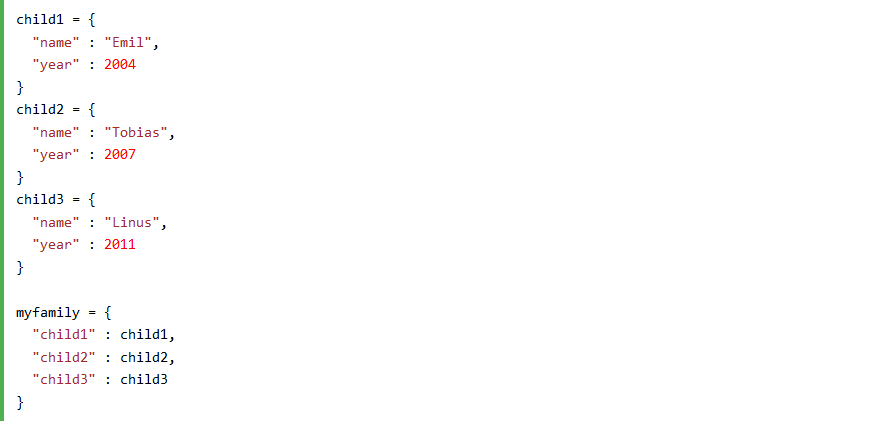 child1 = {
  "name" : "Emil",
  "year" : 2004
}
child2 = {
  "name" : "Tobias",
  "year" : 2007
}
child3 = {
  "name" : "Linus",
  "year" : 2011
}

myfamily = {
  "child1" : child1,
  "child2" : child2,
  "child3" : child3
}